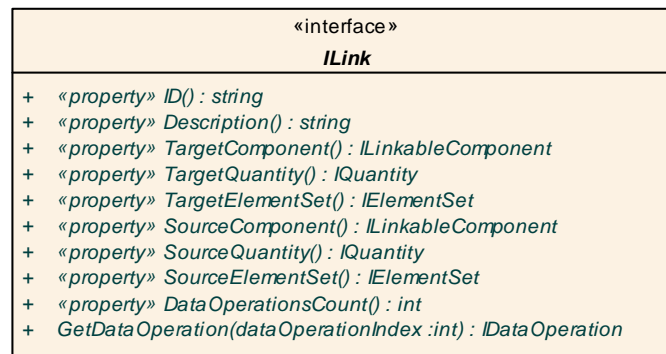 «interface»
ILink
+ «property» ID() : string
+ «property» Description() : string
+ «property» TargetComponent() : ILinkableComponent
+ «property» TargetQuantity() : IQuantity
+ «property» TargetElementSet() : IElementSet
+ «property» SourceComponent() : ILinkableComponent
+ «property» SourceQuantity() : IQuantity
+ «property» SourceElementSet() : IElementSet
+ «property» DataOperationsCount() : int
+ GetDataOperation(dataOperationIndex :int) : IDataOperation